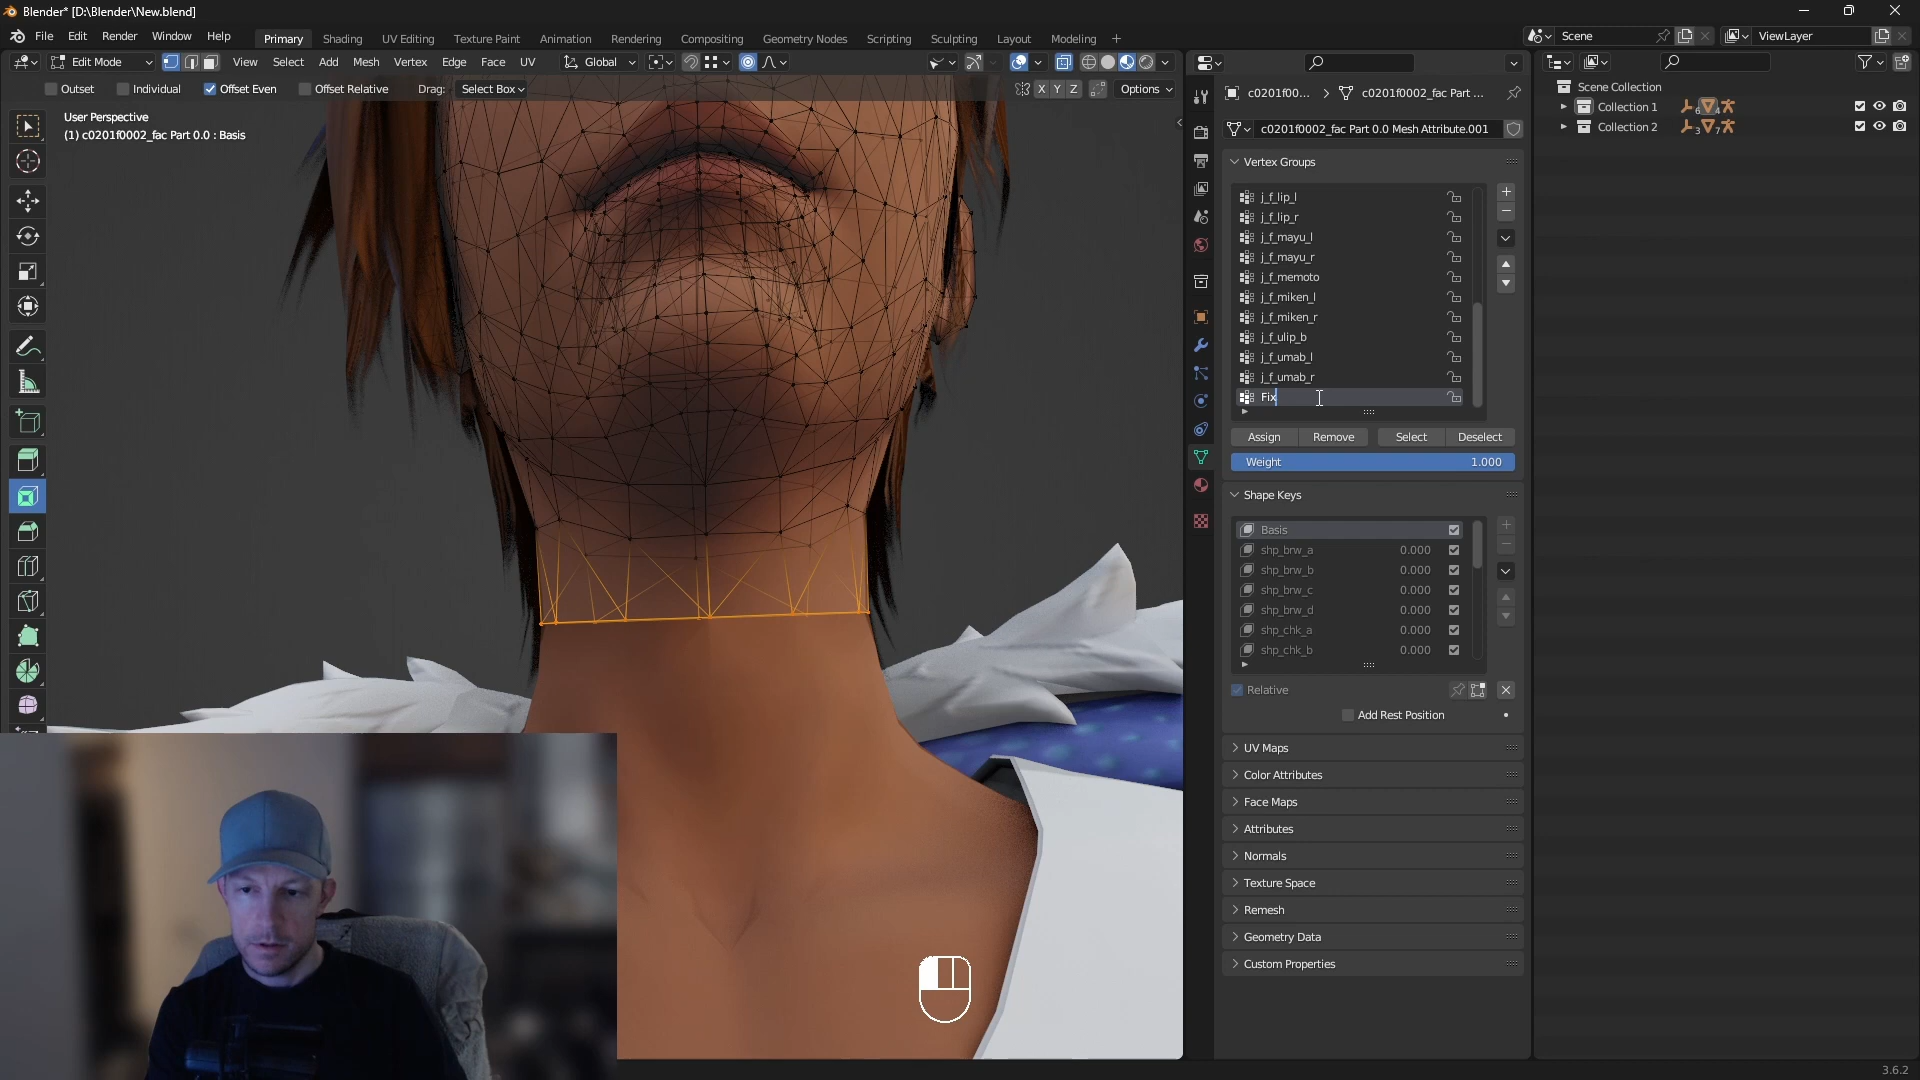 Blender* [D:\Blender\New.blend]
File Edit Render Window Help Primary Shading UV Editing Texture Paint Animation Rendering Compositing Geometry Nodes Scripting Sculpting Layout Modeling + Scene ViewLayer
Edit Mode View Select Add Mesh Vertex Edge Face UV Global
Outset Individual Offset Even Offset Relative Drag: Select Box X Y Z Options
User Perspective
(1) c0201f0002_fac Part 0.0 : Basis
c0201f00... c0201f0002_fac Part ...
c0201f0002_fac Part 0.0 Mesh Attribute.001
Vertex Groups
j_f_lip_l
j_f_lip_r
j_f_mayu_l
j_f_mayu_r
j_f_memoto
j_f_miken_l
j_f_miken_r
j_f_ulip_b
j_f_umab_l
j_f_umab_r
Fix
Assign Remove Select Deselect
Weight 1.000
Shape Keys
Basis
shp_brw_a 0.000
shp_brw_b 0.000
shp_brw_c 0.000
shp_brw_d 0.000
shp_chk_a 0.000
shp_chk_b 0.000
Relative
Add Rest Position
UV Maps
Color Attributes
Face Maps
Attributes
Normals
Texture Space
Remesh
Geometry Data
Custom Properties
Scene Collection
Collection 1 6 4
Collection 2 3 7
3.6.2